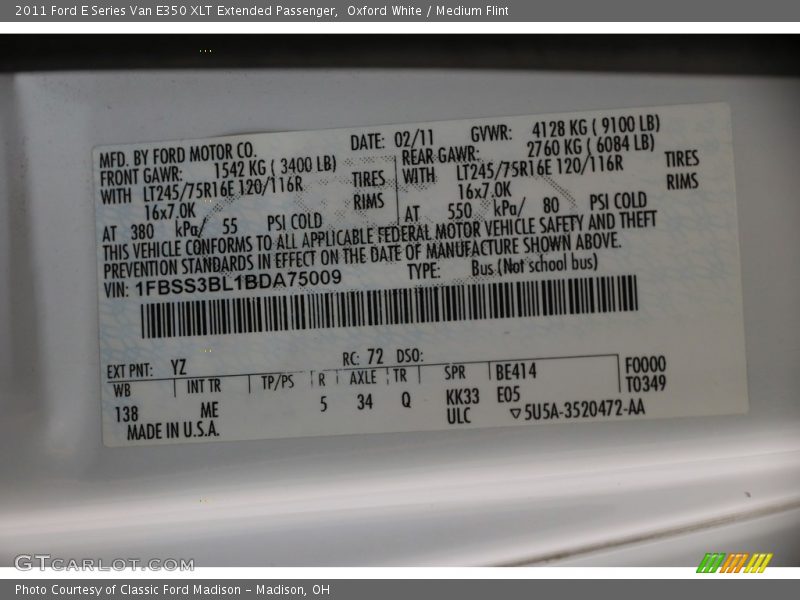 2011 Ford E Series Van E350 XLT Extended Passenger, Oxford White / Medium Flint
MFD. BY FORD MOTOR CO. DATE: 02/11 GVWR: 4128 KG ( 9100 LB)
FRONT GAWR: 1542 KG ( 3400 LB) REAR GAWR: 2760 KG ( 6084 LB)
WITH LT245/75R16E 120/116R TIRES WITH LT245/75R16E 120/116R TIRES
16x7.0K RIMS 16x7.0K RIMS
AT 380 kPa/ 55 PSI COLD AT 550 kPa/ 80 PSI COLD
THIS VEHICLE CONFORMS TO ALL APPLICABLE FEDERAL MOTOR VEHICLE SAFETY AND THEFT
PREVENTION STANDARDS IN EFFECT ON THE DATE OF MANUFACTURE SHOWN ABOVE.
VIN: 1FBSS3BL1BDA75009 TYPE: Bus (Not school bus)
EXT PNT: YZ RC: 72 DSO:
WB INT TR TP/PS R AXLE TR SPR BE414 F0000
138 ME 5 34 Q KK33 E05 T0349
MADE IN U.S.A. ULC ▽5U5A-3520472-AA
GTCARLOT.COM
Photo Courtesy of Classic Ford Madison - Madison, OH